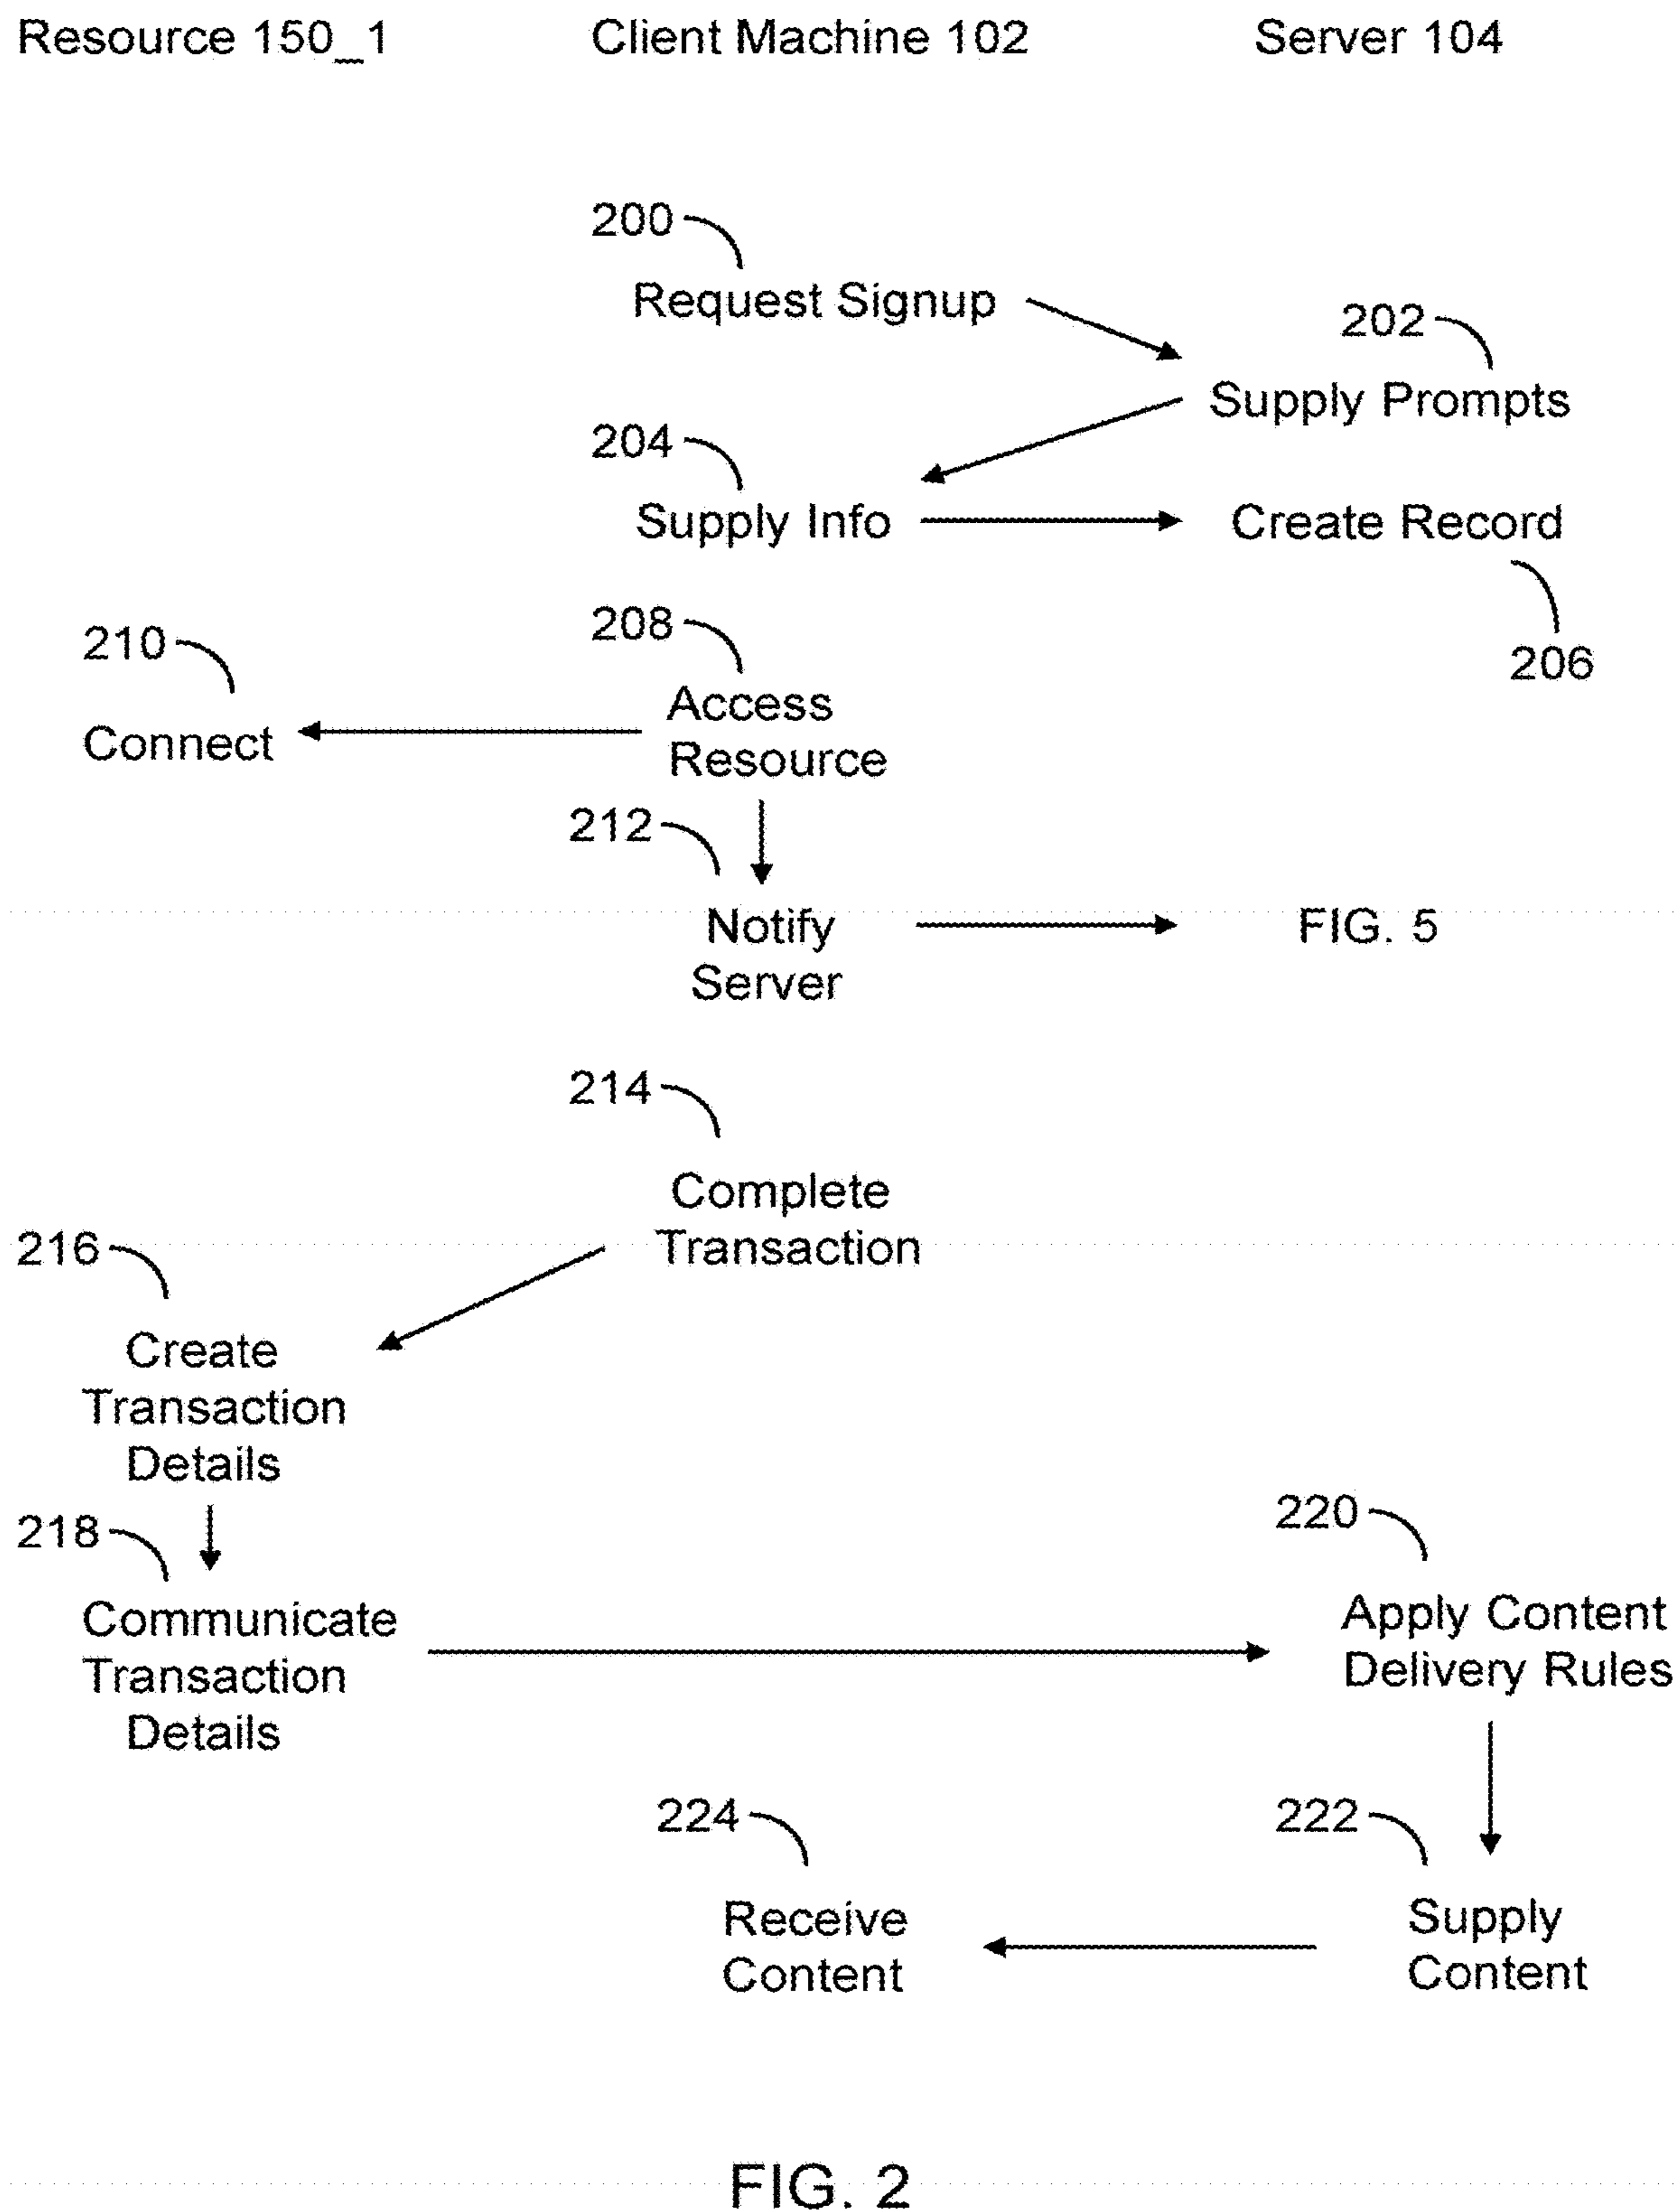 Resource 150_1 Client Machine 102 Server 104
200
Request Signup
202
Supply Prompts
204
Supply Info
Create Record
206
208
210
Access
Resource
Connect
212
Notify
Server
FIG. 5
214
Complete
Transaction
216
Create
Transaction
Details
218
Communicate
Transaction
Details
220
Apply Content
Delivery Rules
222
Supply
Content
224
Receive
Content
FIG. 2